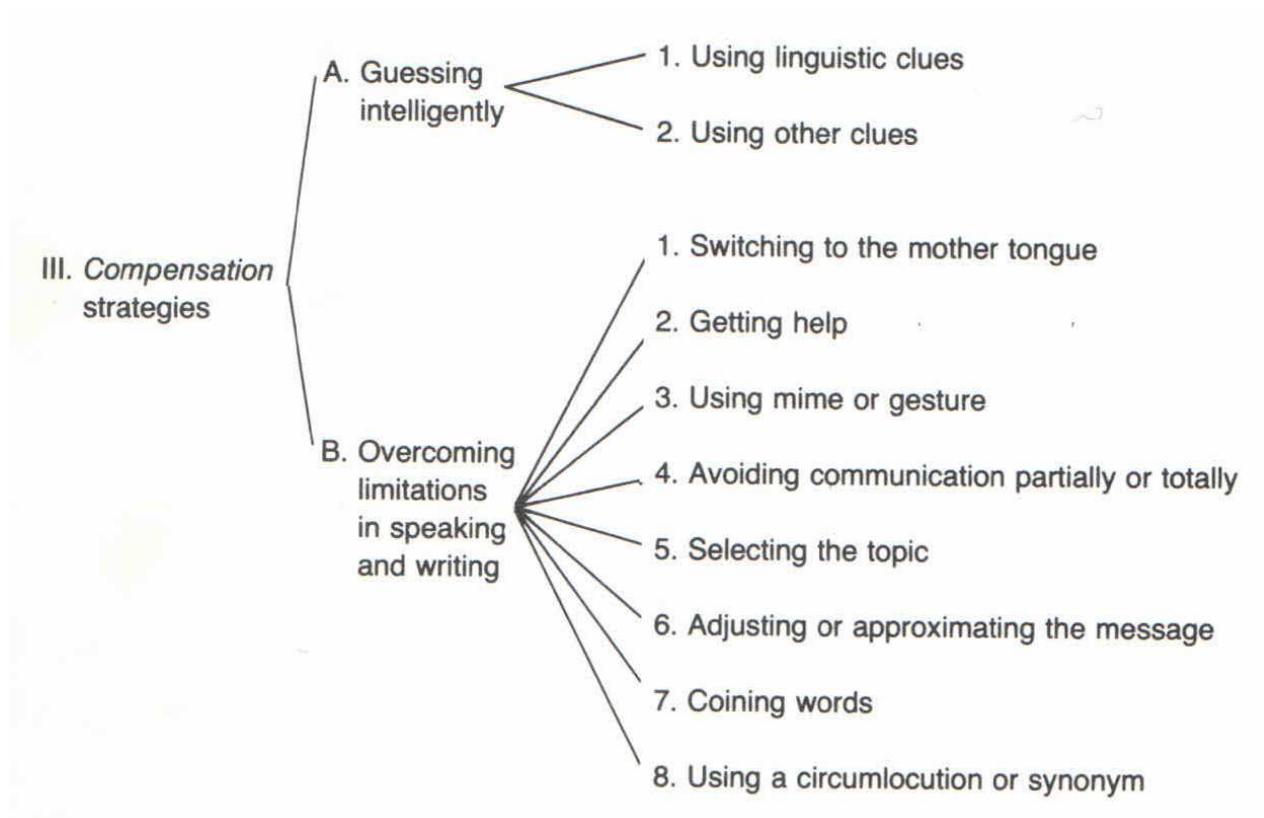 A. Guessing
intelligently
1. Using linguistic clues
2. Using other clues
III. Compensation
strategies
B. Overcoming
limitations
in speaking
and writing
1. Switching to the mother tongue
2. Getting help
3. Using mime or gesture
4. Avoiding communication partially or totally
5. Selecting the topic
6. Adjusting or approximating the message
7. Coining words
8. Using a circumlocution or synonym